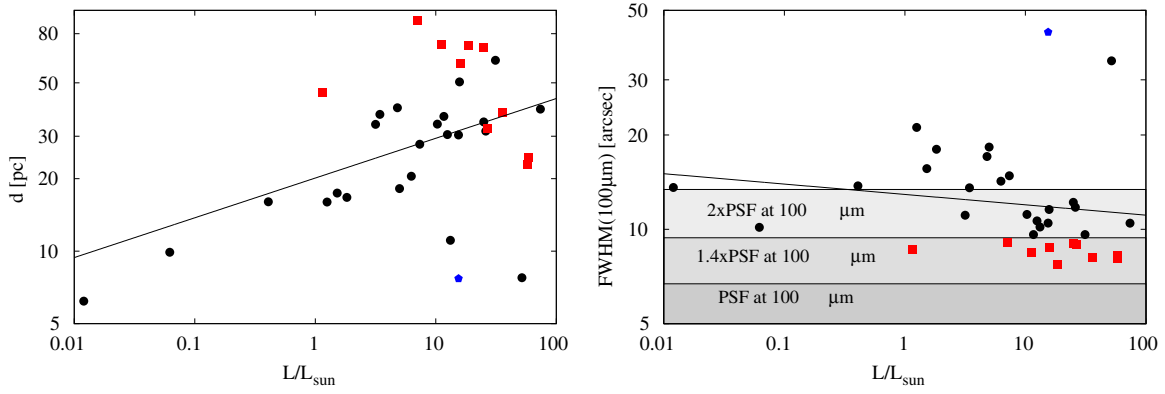 80
50
30
20
10
5
d [pc]
0.01 0.1 1 10 100
L/L_sun
50
30
20
10
5
FWHM(100μm) [arcsec]
2xPSF at 100 μm
1.4xPSF at 100 μm
PSF at 100 μm
0.01 0.1 1 10 100
L/L_sun